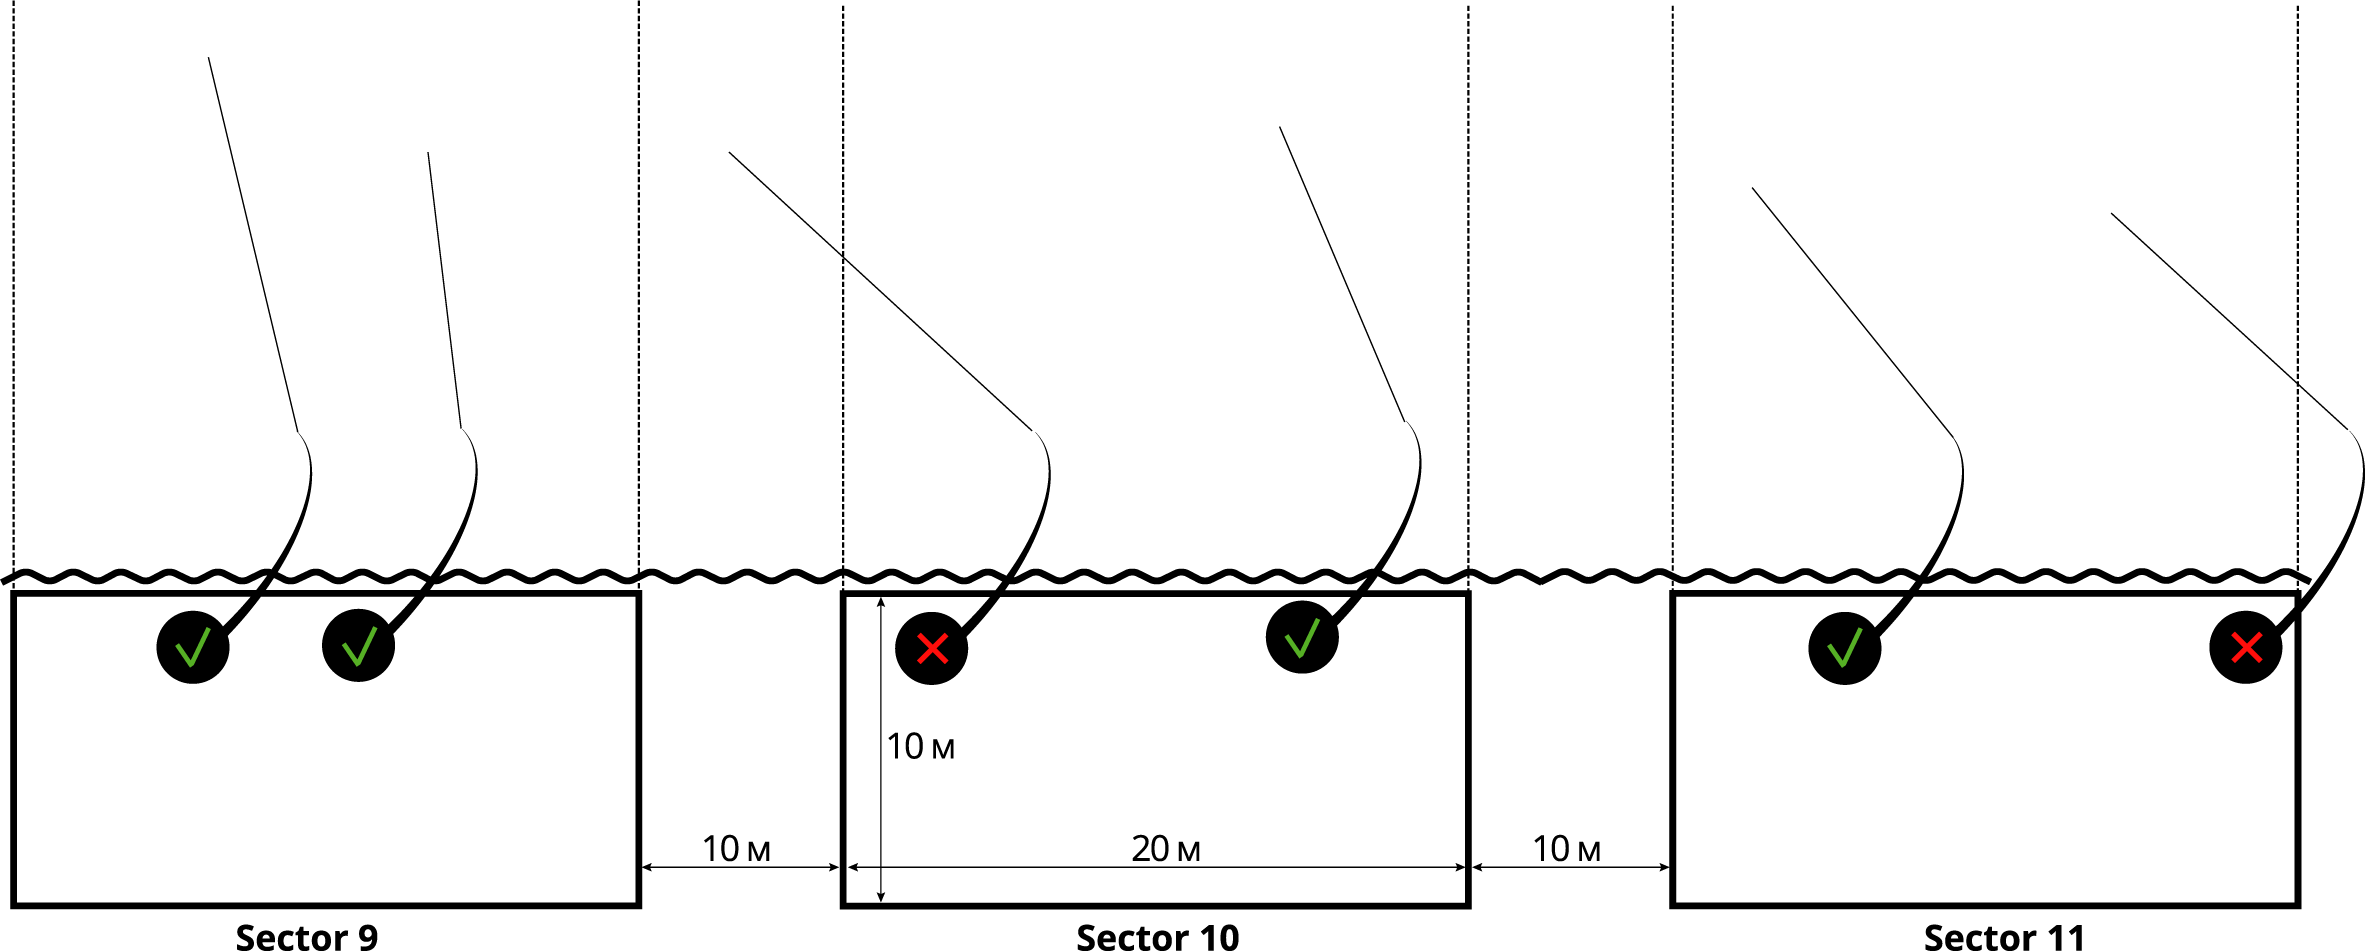 10 м
10 м
20 м
10 м
Sector 9
Sector 10
Sector 11